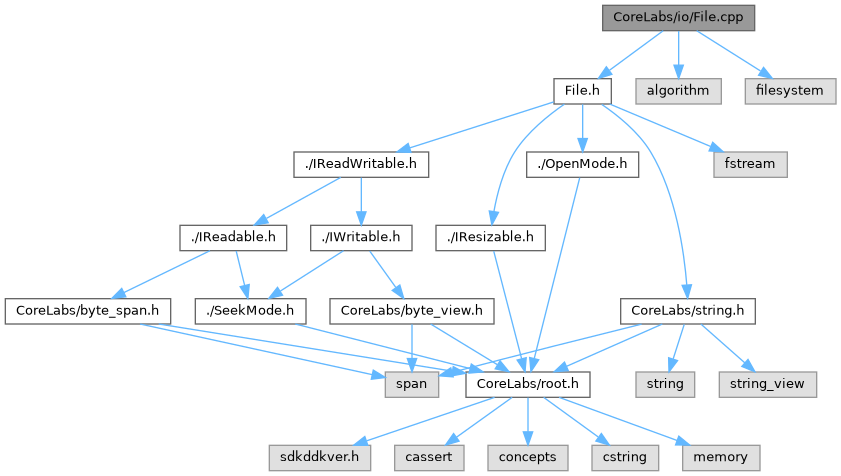 CoreLabs/io/File.cpp
File.h
algorithm
filesystem
./IReadWritable.h
./OpenMode.h
fstream
./IReadable.h
./IWritable.h
./IResizable.h
CoreLabs/byte_span.h
./SeekMode.h
CoreLabs/byte_view.h
CoreLabs/string.h
span
CoreLabs/root.h
string
string_view
sdkddkver.h
cassert
concepts
cstring
memory